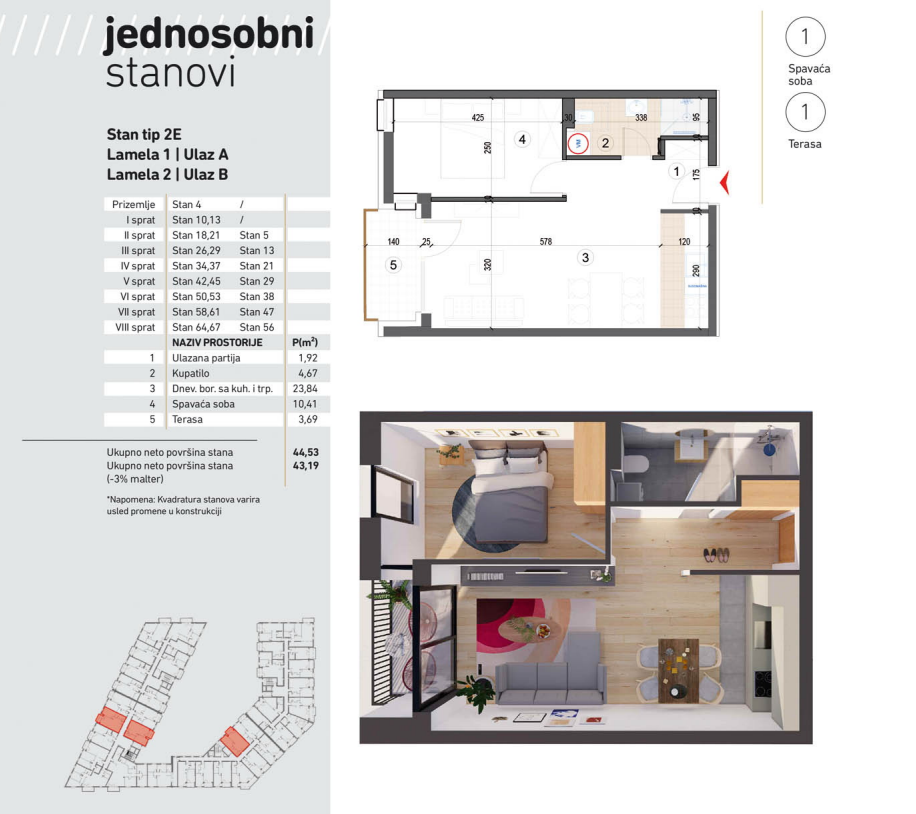 jednosobni
stanovi
Stan tip 2E
Lamela 1 | Ulaz A
Lamela 2 | Ulaz B
Prizemlje Stan 4 /
I sprat Stan 10,13 /
II sprat Stan 18,21 Stan 5
III sprat Stan 26,29 Stan 13
IV sprat Stan 34,37 Stan 21
V sprat Stan 42,45 Stan 29
VI sprat Stan 50,53 Stan 38
VII sprat Stan 58,61 Stan 47
VIII sprat Stan 64,67 Stan 56
NAZIV PROSTORIJE P(m²)
1 Ulazana partija 1,92
2 Kupatilo 4,67
3 Dnev. bor. sa kuh. i trp. 23,84
4 Spavaća soba 10,41
5 Terasa 3,69
Ukupno neto površina stana 44,53
Ukupno neto površina stana 43,19
(-3% malter)
*Napomena: Kvadratura stanova varira
usled promene u konstrukciji
1
Spavaća
soba
1
Terasa
425 30 338 95
250 4 2 1 175
140 25 578 120
5 320 3 290